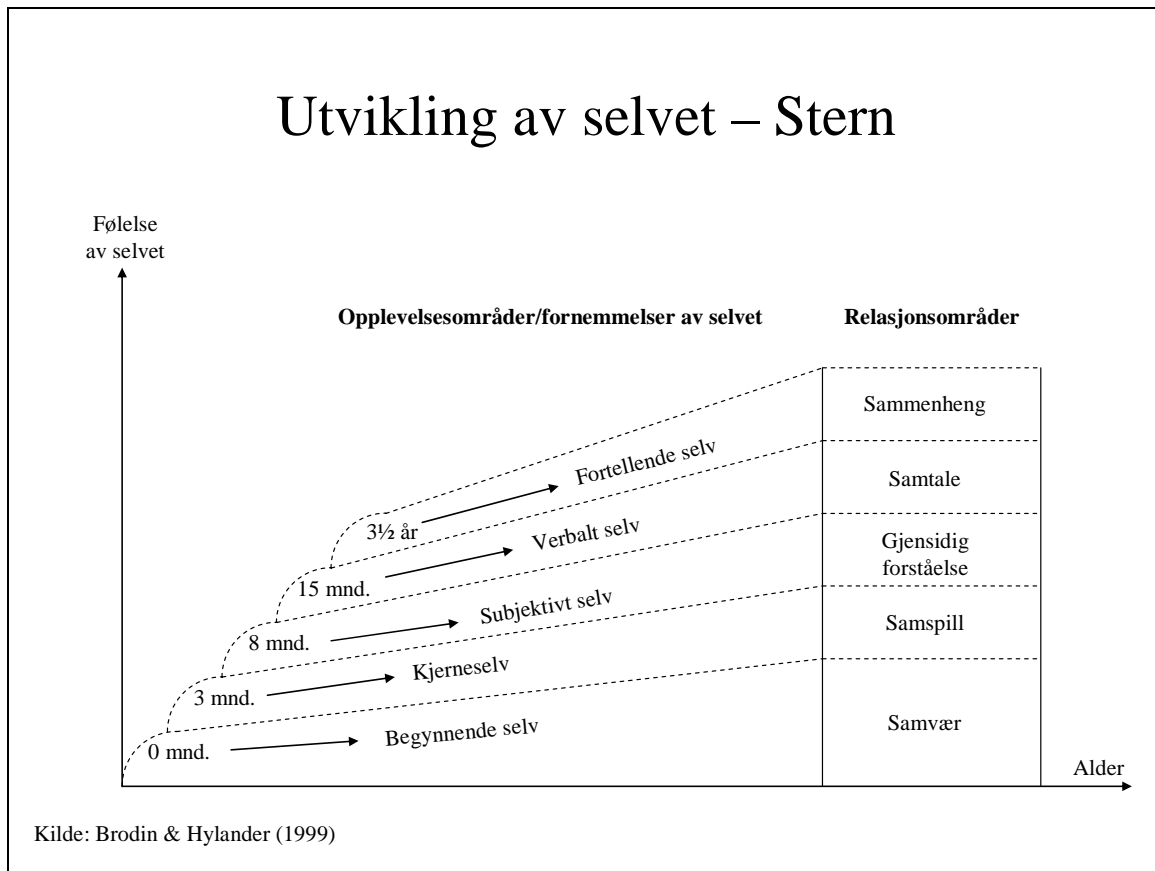 Utvikling av selvet – Stern
Følelse
av selvet
Opplevelsesområder/fornemmelser av selvet
Relasjonsområder
Sammenheng
3½ år
Fortellende selv
Samtale
15 mnd.
Verbalt selv
Gjensidig
forståelse
8 mnd.
Subjektivt selv
Samspill
3 mnd.
Kjerneselv
Samvær
0 mnd.
Begynnende selv
Alder
Kilde: Brodin & Hylander (1999)